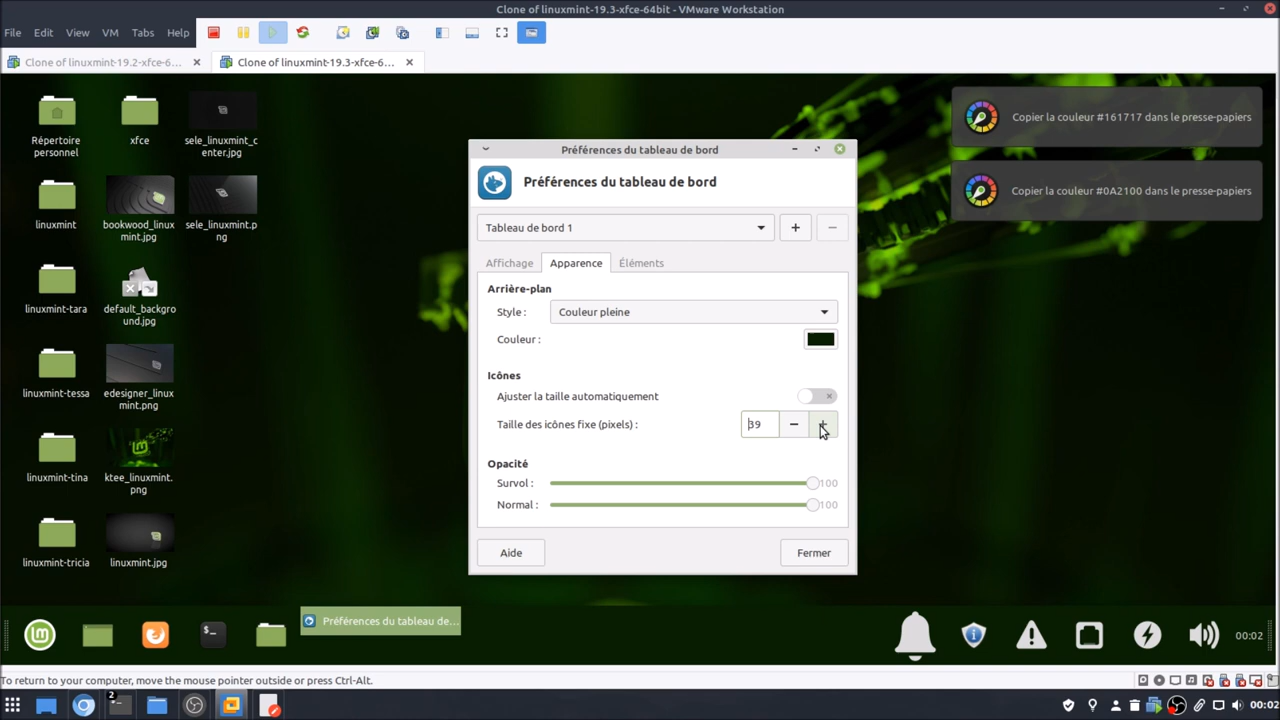 Clone of linuxmint-19.3-xfce-64bit - VMware Workstation
File Edit View VM Tabs Help
Clone of linuxmint-19.2-xfce-6...
Clone of linuxmint-19.3-xfce-6...
Répertoire
personnel
xfce
sele_linuxmint_c
enter.jpg
linuxmint
bookwood_linux
mint.jpg
sele_linuxmint.p
ng
linuxmint-tara
default_backgro
und.jpg
linuxmint-tessa
edesigner_linux
mint.png
linuxmint-tina
ktee_linuxmint.
png
linuxmint-tricia
linuxmint.jpg
Copier la couleur #161717 dans le presse-papiers
Copier la couleur #0A2100 dans le presse-papiers
Préférences du tableau de bord
Préférences du tableau de bord
Tableau de bord 1
Affichage Apparence Éléments
Arrière-plan
Style : Couleur pleine
Couleur :
Icônes
Ajuster la taille automatiquement
Taille des icônes fixe (pixels) : 39
Opacité
Survol : 100
Normal : 100
Aide Fermer
Préférences du tableau de...
00:02
To return to your computer, move the mouse pointer outside or press Ctrl-Alt.
2
00:02